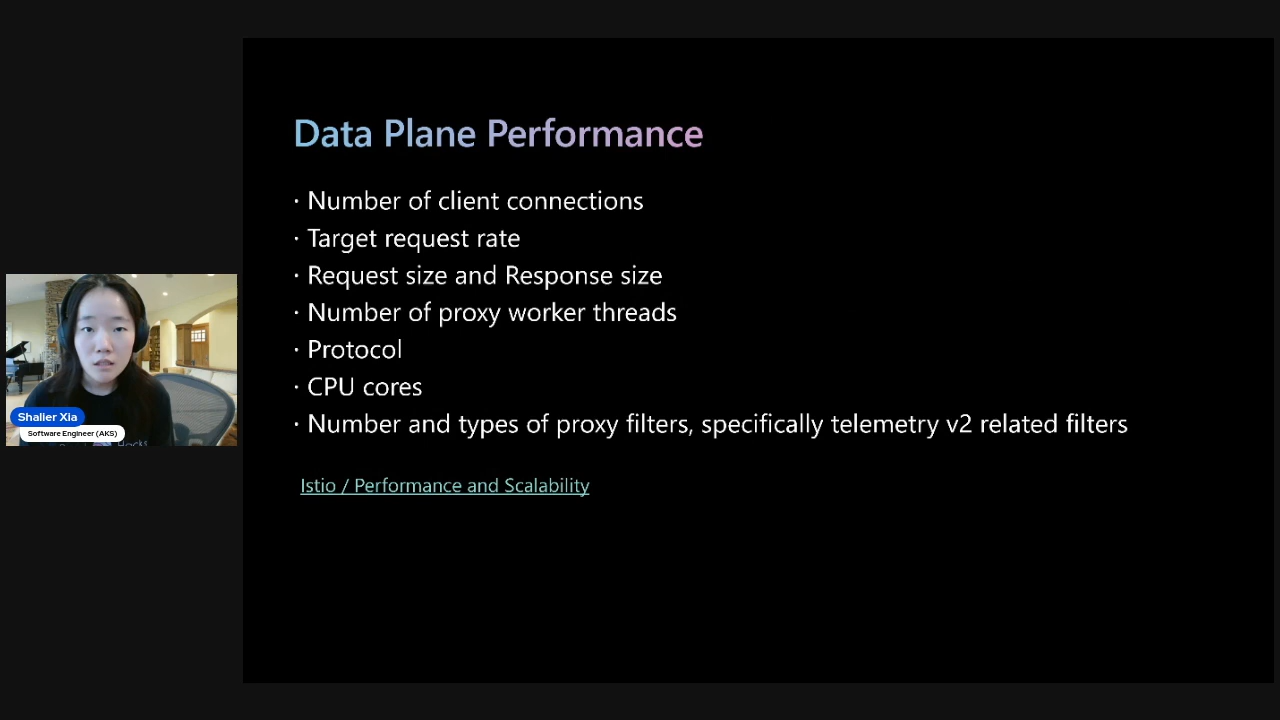 Data Plane Performance
· Number of client connections
· Target request rate
· Request size and Response size
· Number of proxy worker threads
· Protocol
· CPU cores
· Number and types of proxy filters, specifically telemetry v2 related filters
Istio / Performance and Scalability
Shalier Xia
Software Engineer (AKS)